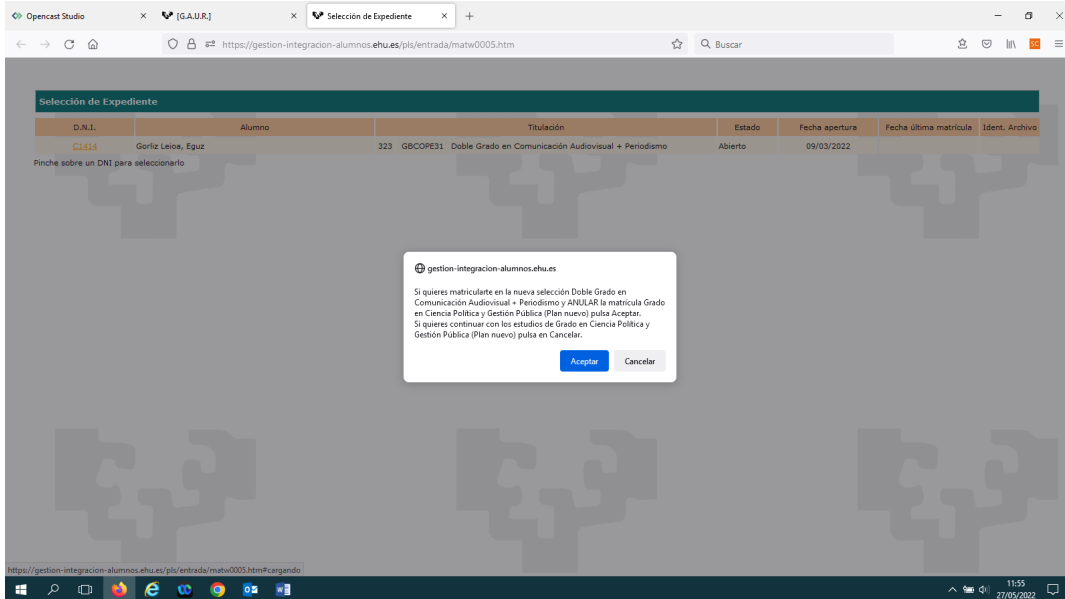 Opencast Studio
[G.A.U.R.]
Selección de Expediente
https://gestion-integracion-alumnos.ehu.es/pls/entrada/matw0005.htm
Buscar
SC
Selección de Expediente
D.N.I. Alumno Titulación Estado Fecha apertura Fecha última matrícula Ident. Archivo
C1414 Gorliz Leioa, Eguz 323 GBCOPE31 Doble Grado en Comunicación Audiovisual + Periodismo Abierto 09/03/2022
Pinche sobre un DNI para seleccionarlo
gestion-integracion-alumnos.ehu.es
Si quieres matricularte en la nueva selección Doble Grado en
Comunicación Audiovisual + Periodismo y ANULAR la matrícula Grado
en Ciencia Política y Gestión Pública (Plan nuevo) pulsa Aceptar.
Si quieres continuar con los estudios de Grado en Ciencia Política y
Gestión Pública (Plan nuevo) pulsa en Cancelar.
Aceptar Cancelar
https://gestion-integracion-alumnos.ehu.es/pls/entrada/matw0005.htm#cargando
11:55
27/05/2022